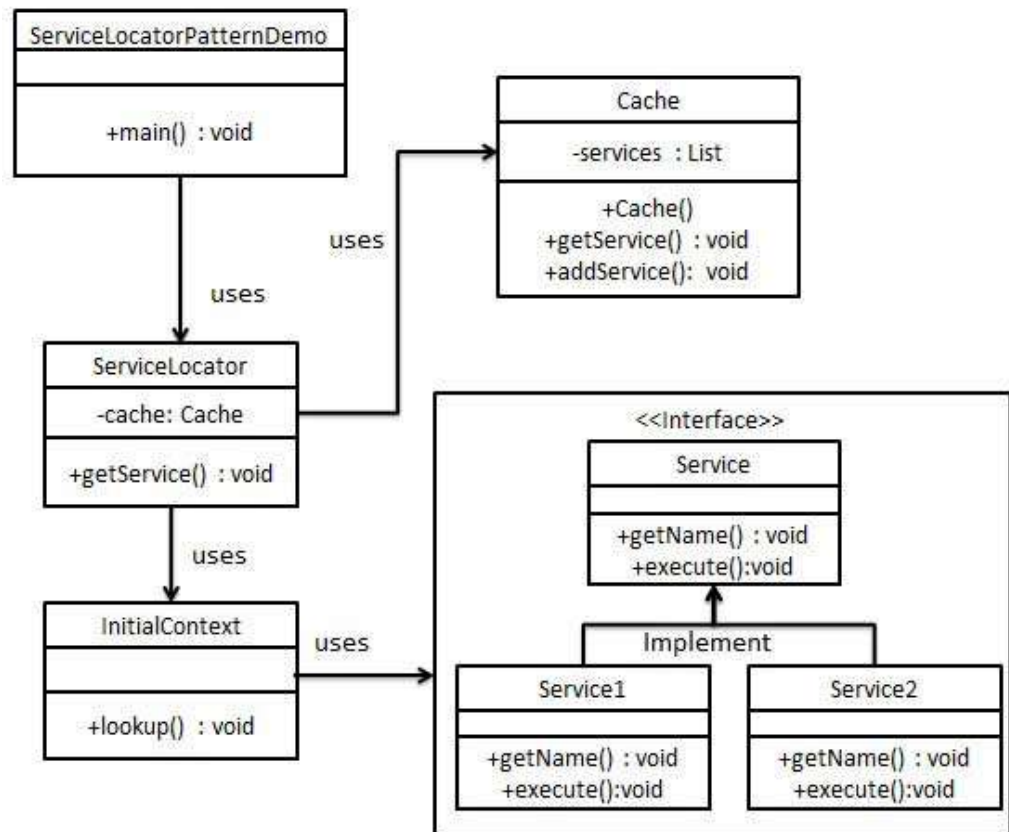 ServiceLocatorPatternDemo
+main() : void
uses
Cache
-services : List
+Cache()
+getService() : void
+addService(): void
uses
ServiceLocator
-cache: Cache
+getService() : void
uses
InitialContext
+lookup() : void
uses
<<Interface>>
Service
+getName() : void
+execute():void
Implement
Service1
+getName() : void
+execute():void
Service2
+getName() : void
+execute():void